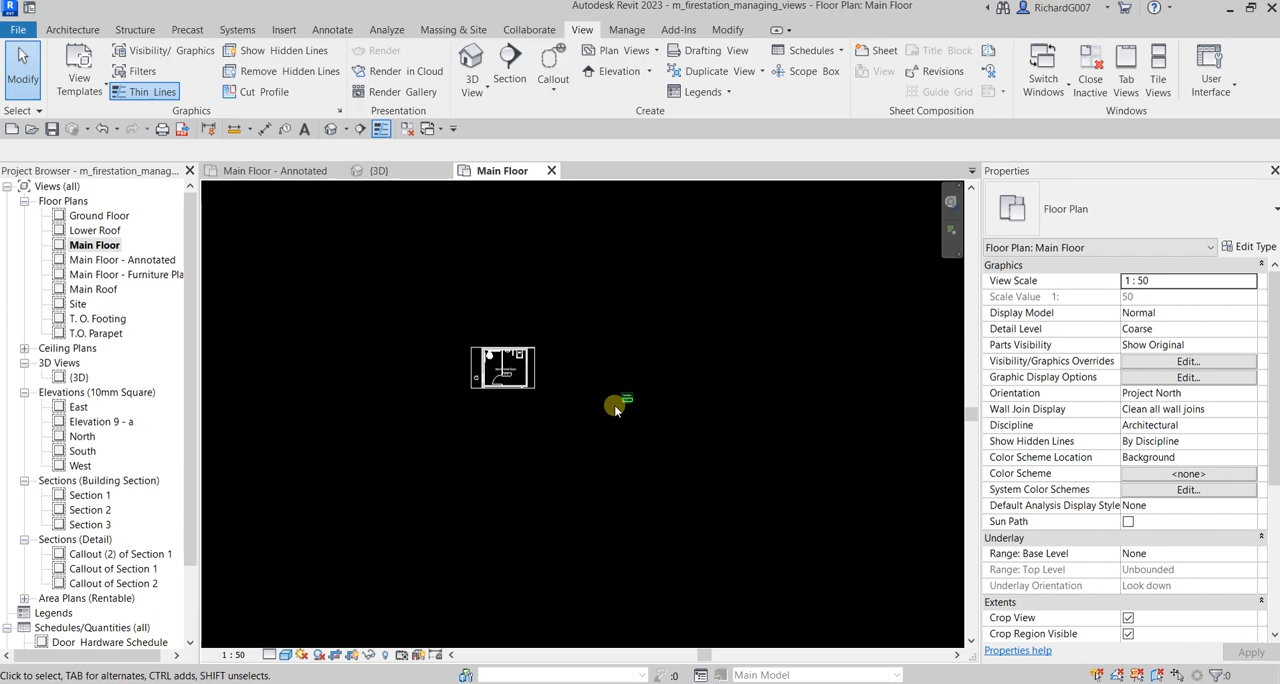 Autodesk Revit 2023 - m_firestation_managing_views - Floor Plan: Main Floor
RichardG007
File Architecture Structure Precast Systems Insert Annotate Analyze Massing & Site Collaborate View Manage Add-Ins Modify
Modify
View Templates
Visibility/ Graphics
Filters
Thin Lines
Show Hidden Lines
Remove Hidden Lines
Cut Profile
Render
Render in Cloud
Render Gallery
3D View
Section
Callout
Plan Views
Elevation
Drafting View
Duplicate View
Legends
Schedules
Scope Box
Sheet
View
Title Block
Revisions
Guide Grid
Switch Windows
Close Inactive
Tab Views
Tile Views
User Interface
Select Graphics Presentation Create Sheet Composition Windows
Project Browser - m_firestation_manag...
Main Floor - Annotated {3D} Main Floor
Views (all)
Floor Plans
Ground Floor
Lower Roof
Main Floor
Main Floor - Annotated
Main Floor - Furniture Pla
Main Roof
Site
T. O. Footing
T.O. Parapet
Ceiling Plans
3D Views
{3D}
Elevations (10mm Square)
East
Elevation 9 - a
North
South
West
Sections (Building Section)
Section 1
Section 2
Section 3
Sections (Detail)
Callout (2) of Section 1
Callout of Section 1
Callout of Section 2
Area Plans (Rentable)
Legends
Schedules/Quantities (all)
Door Hardware Schedule
Properties
Floor Plan
Floor Plan: Main Floor Edit Type
Graphics
View Scale 1 : 50
Scale Value 1: 50
Display Model Normal
Detail Level Coarse
Parts Visibility Show Original
Visibility/Graphics Overrides Edit...
Graphic Display Options Edit...
Orientation Project North
Wall Join Display Clean all wall joins
Discipline Architectural
Show Hidden Lines By Discipline
Color Scheme Location Background
Color Scheme <none>
System Color Schemes Edit...
Default Analysis Display Style None
Sun Path
Underlay
Range: Base Level None
Range: Top Level Unbounded
Underlay Orientation Look down
Extents
Crop View
Crop Region Visible
Properties help Apply
1 : 50
Click to select, TAB for alternates, CTRL adds, SHIFT unselects.
:0
Main Model
:0